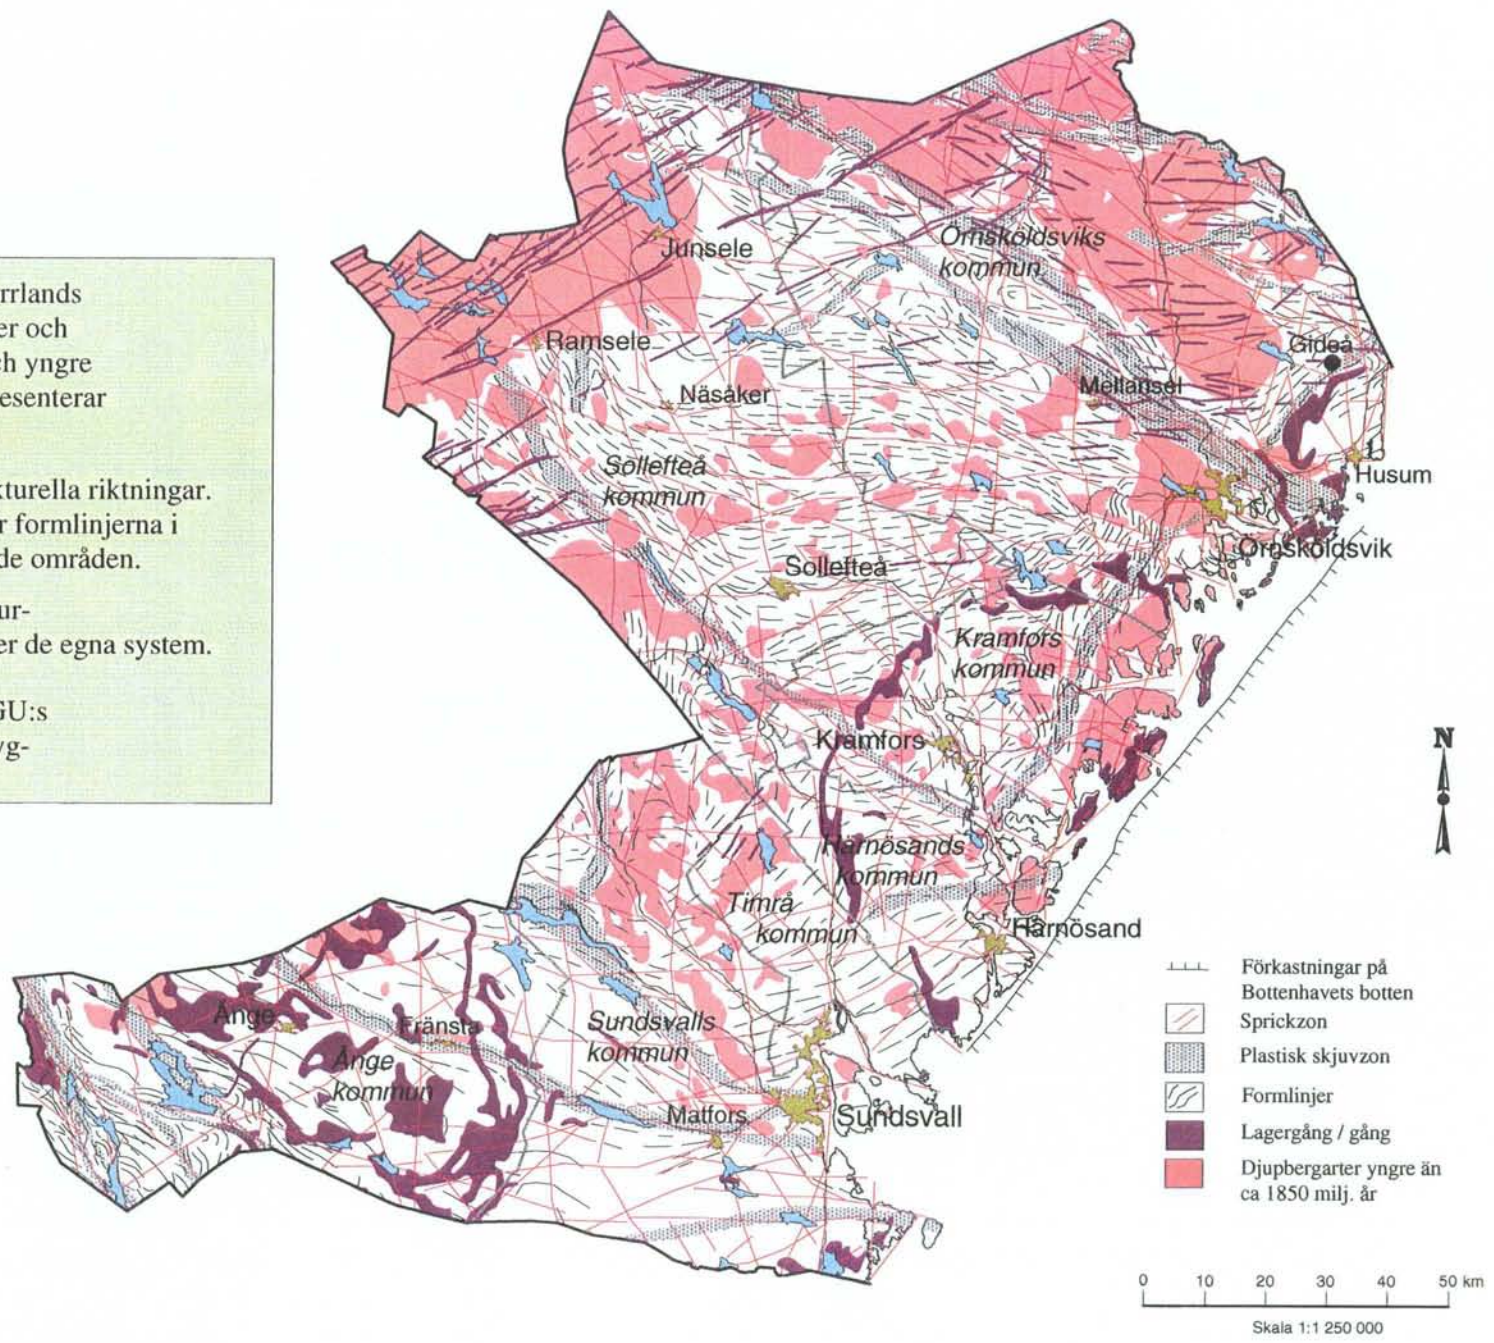 rrlands
er och
ch yngre
esenterar
kturella riktningar.
r formlinjerna i
de områden.
ur-
er de egna system.
GU:s
yg-
Junsele
Örnsköldsviks
kommun
Ramsele
Gideå
Näsåker
Mellansel
Sollefteå
kommun
Husum
Örnsköldsvik
Sollefteå
Kramfors
kommun
Kramfors
N
Härnösands
kommun
Timrå
kommun
Härnösand
Ånge
Fränsta
Sundsvalls
kommun
Ånge
kommun
Matfors
Sundsvall
Förkastningar på
Bottenhavets botten
Sprickzon
Plastisk skjuvzon
Formlinjer
Lagergång / gång
Djupbergarter yngre än
ca 1850 milj. år
0 10 20 30 40 50 km
Skala 1:1 250 000